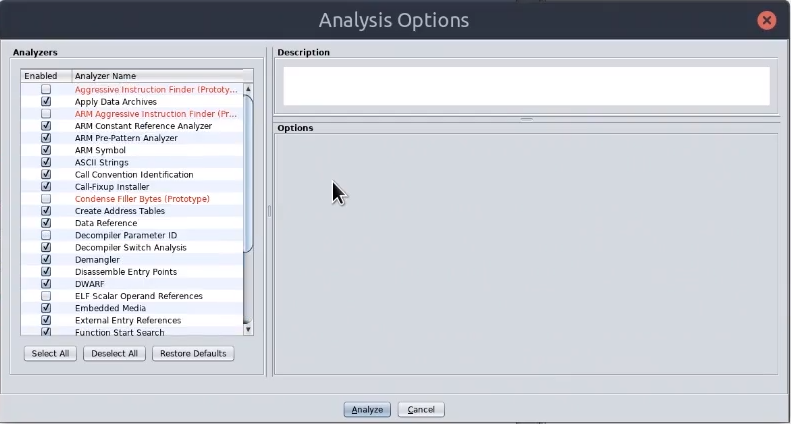 Analysis Options
Analyzers
Enabled Analyzer Name
Aggressive Instruction Finder (Prototy...
Apply Data Archives
ARM Aggressive Instruction Finder (Pr...
ARM Constant Reference Analyzer
ARM Pre-Pattern Analyzer
ARM Symbol
ASCII Strings
Call Convention Identification
Call-Fixup Installer
Condense Filler Bytes (Prototype)
Create Address Tables
Data Reference
Decompiler Parameter ID
Decompiler Switch Analysis
Demangler
Disassemble Entry Points
DWARF
ELF Scalar Operand References
Embedded Media
External Entry References
Function Start Search
Select All Deselect All Restore Defaults
Description
Options
Analyze Cancel